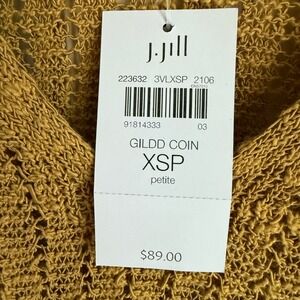 J.Jill
223632 3VLXSP 2106
91814333 03
GILDD COIN
XSP
petite
$89.00